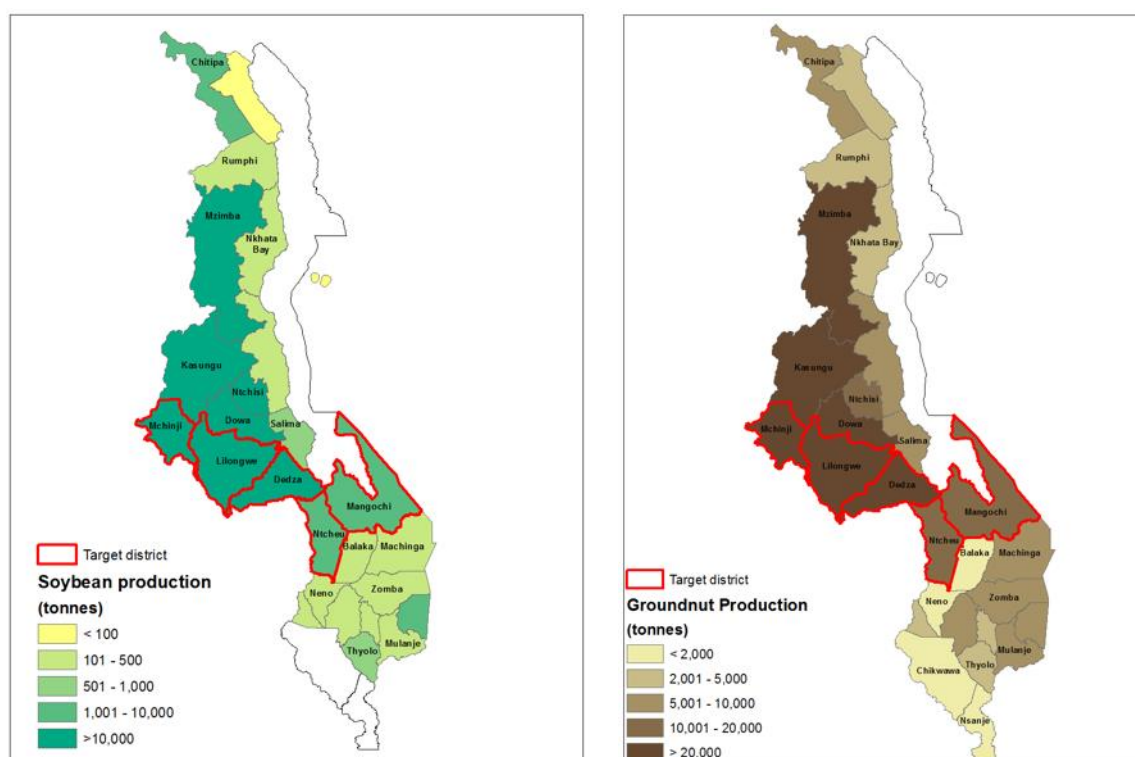 Chitipa
Rumphi
Mzimba
Nkhata
Bay
Kasungu
Ntchisi
Mchinji
Dowa
Salima
Lilongwe
Dedza
Mangochi
Ntcheu
Balaka
Machinga
Neno
Zomba
Mulanje
Thyolo
Target district
Soybean production
(tonnes)
< 100
101 - 500
501 - 1,000
1,001 - 10,000
>10,000
Chitipa
Rumphi
Mzimba
Nkhata Bay
Kasungu
Ntchisi
Mchinji
Dowa
Salima
Lilongwe
Dedza
Mangochi
Ntcheu
Balaka
Machinga
Neno
Zomba
Mulanje
Thyolo
Chikwawa
Nsanje
Target district
Groundnut Production
(tonnes)
< 2,000
2,001 - 5,000
5,001 - 10,000
10,001 - 20,000
> 20,000